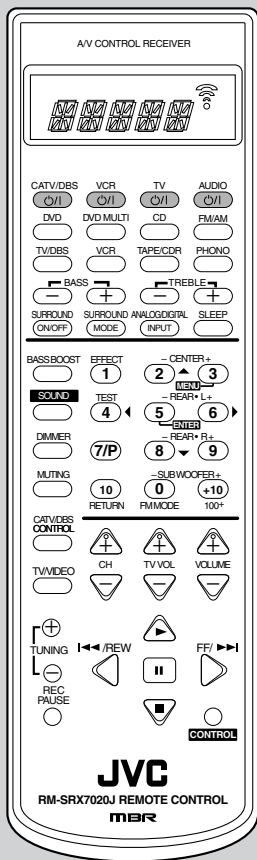 A/V CONTROL RECEIVER
CATV/DBS VCR TV AUDIO
⏻/I ⏻/I ⏻/I ⏻/I
DVD DVD MULTI CD FM/AM
TV/DBS VCR TAPE/CDR PHONO
BASS TREBLE
– + – +
SURROUND SURROUND ANALOG/DIGITAL SLEEP
ON/OFF MODE INPUT
BASS BOOST EFFECT – CENTER +
1 2 3
MENU
SOUND TEST – REAR • L +
4 5 6
ENTER
DIMMER – REAR • R +
7/P 8 9
MUTING – SUBWOOFER +
10 0 +10
RETURN FM MODE 100+
CATV/DBS
CONTROL
+ + +
TV/VIDEO CH TV VOL VOLUME
– – –
+
TUNING
–
REC
PAUSE
/REW FF/
CONTROL
JVC
RM-SRX7020J REMOTE CONTROL
MBR